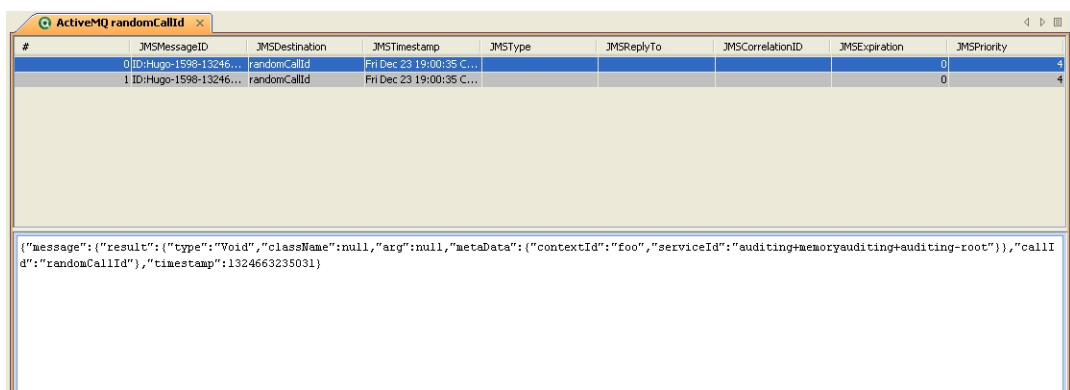 ActiveMQ randomCallId
# JMSMessageID JMSDestination JMSTimestamp JMSType JMSReplyTo JMSCorrelationID JMSExpiration JMSPriority
0 ID:Hugo-1598-13246... randomCallId Fri Dec 23 19:00:35 C... 0 4
1 ID:Hugo-1598-13246... randomCallId Fri Dec 23 19:00:35 C... 0 4
{"message":{"result":{"type":"Void","className":null,"arg":null,"metaData":{"contextId":"foo","serviceId":"auditing+memoryauditing+auditing-root"}},"callI
d":"randomCallId"},"timestamp":1324663235031}